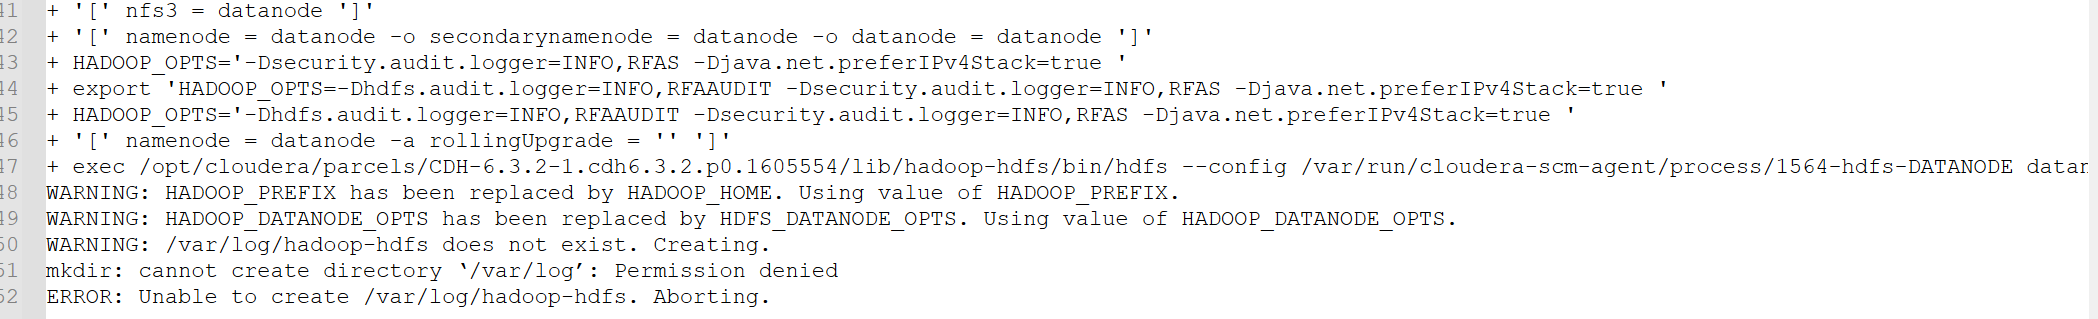 41 + '[' nfs3 = datanode ']'
42 + '[' namenode = datanode -o secondarynamenode = datanode -o datanode = datanode ']'
43 + HADOOP_OPTS='-Dsecurity.audit.logger=INFO,RFAS -Djava.net.preferIPv4Stack=true '
44 + export 'HADOOP_OPTS=-Dhdfs.audit.logger=INFO,RFAAUDIT -Dsecurity.audit.logger=INFO,RFAS -Djava.net.preferIPv4Stack=true '
45 + HADOOP_OPTS='-Dhdfs.audit.logger=INFO,RFAAUDIT -Dsecurity.audit.logger=INFO,RFAS -Djava.net.preferIPv4Stack=true '
46 + '[' namenode = datanode -a rollingUpgrade = '' ']'
47 + exec /opt/cloudera/parcels/CDH-6.3.2-1.cdh6.3.2.p0.1605554/lib/hadoop-hdfs/bin/hdfs --config /var/run/cloudera-scm-agent/process/1564-hdfs-DATANODE datan
48 WARNING: HADOOP_PREFIX has been replaced by HADOOP_HOME. Using value of HADOOP_PREFIX.
49 WARNING: HADOOP_DATANODE_OPTS has been replaced by HDFS_DATANODE_OPTS. Using value of HADOOP_DATANODE_OPTS.
50 WARNING: /var/log/hadoop-hdfs does not exist. Creating.
51 mkdir: cannot create directory ‘/var/log’: Permission denied
52 ERROR: Unable to create /var/log/hadoop-hdfs. Aborting.